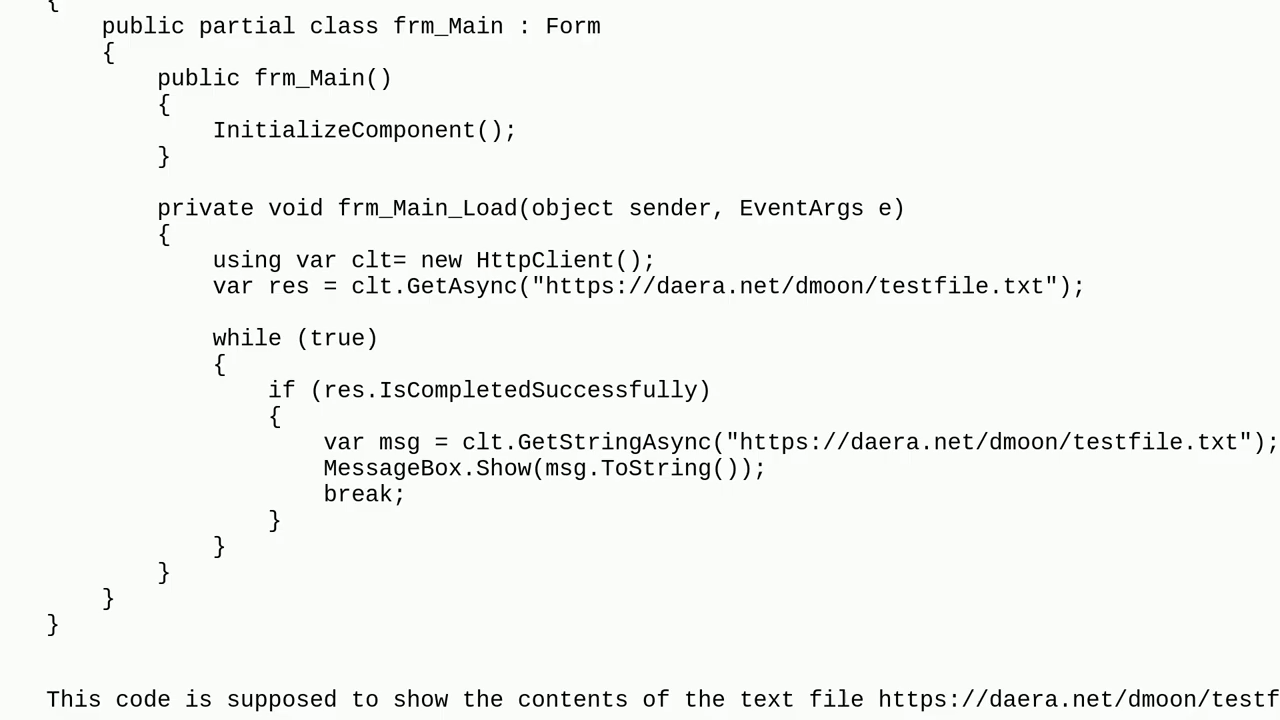 {
    public partial class frm_Main : Form
    {
        public frm_Main()
        {
            InitializeComponent();
        }

        private void frm_Main_Load(object sender, EventArgs e)
        {
            using var clt= new HttpClient();
            var res = clt.GetAsync("https://daera.net/dmoon/testfile.txt");

            while (true)
            {
                if (res.IsCompletedSuccessfully)
                {
                    var msg = clt.GetStringAsync("https://daera.net/dmoon/testfile.txt");
                    MessageBox.Show(msg.ToString());
                    break;
                }
            }
        }
    }
}

This code is supposed to show the contents of the text file https://daera.net/dmoon/testf